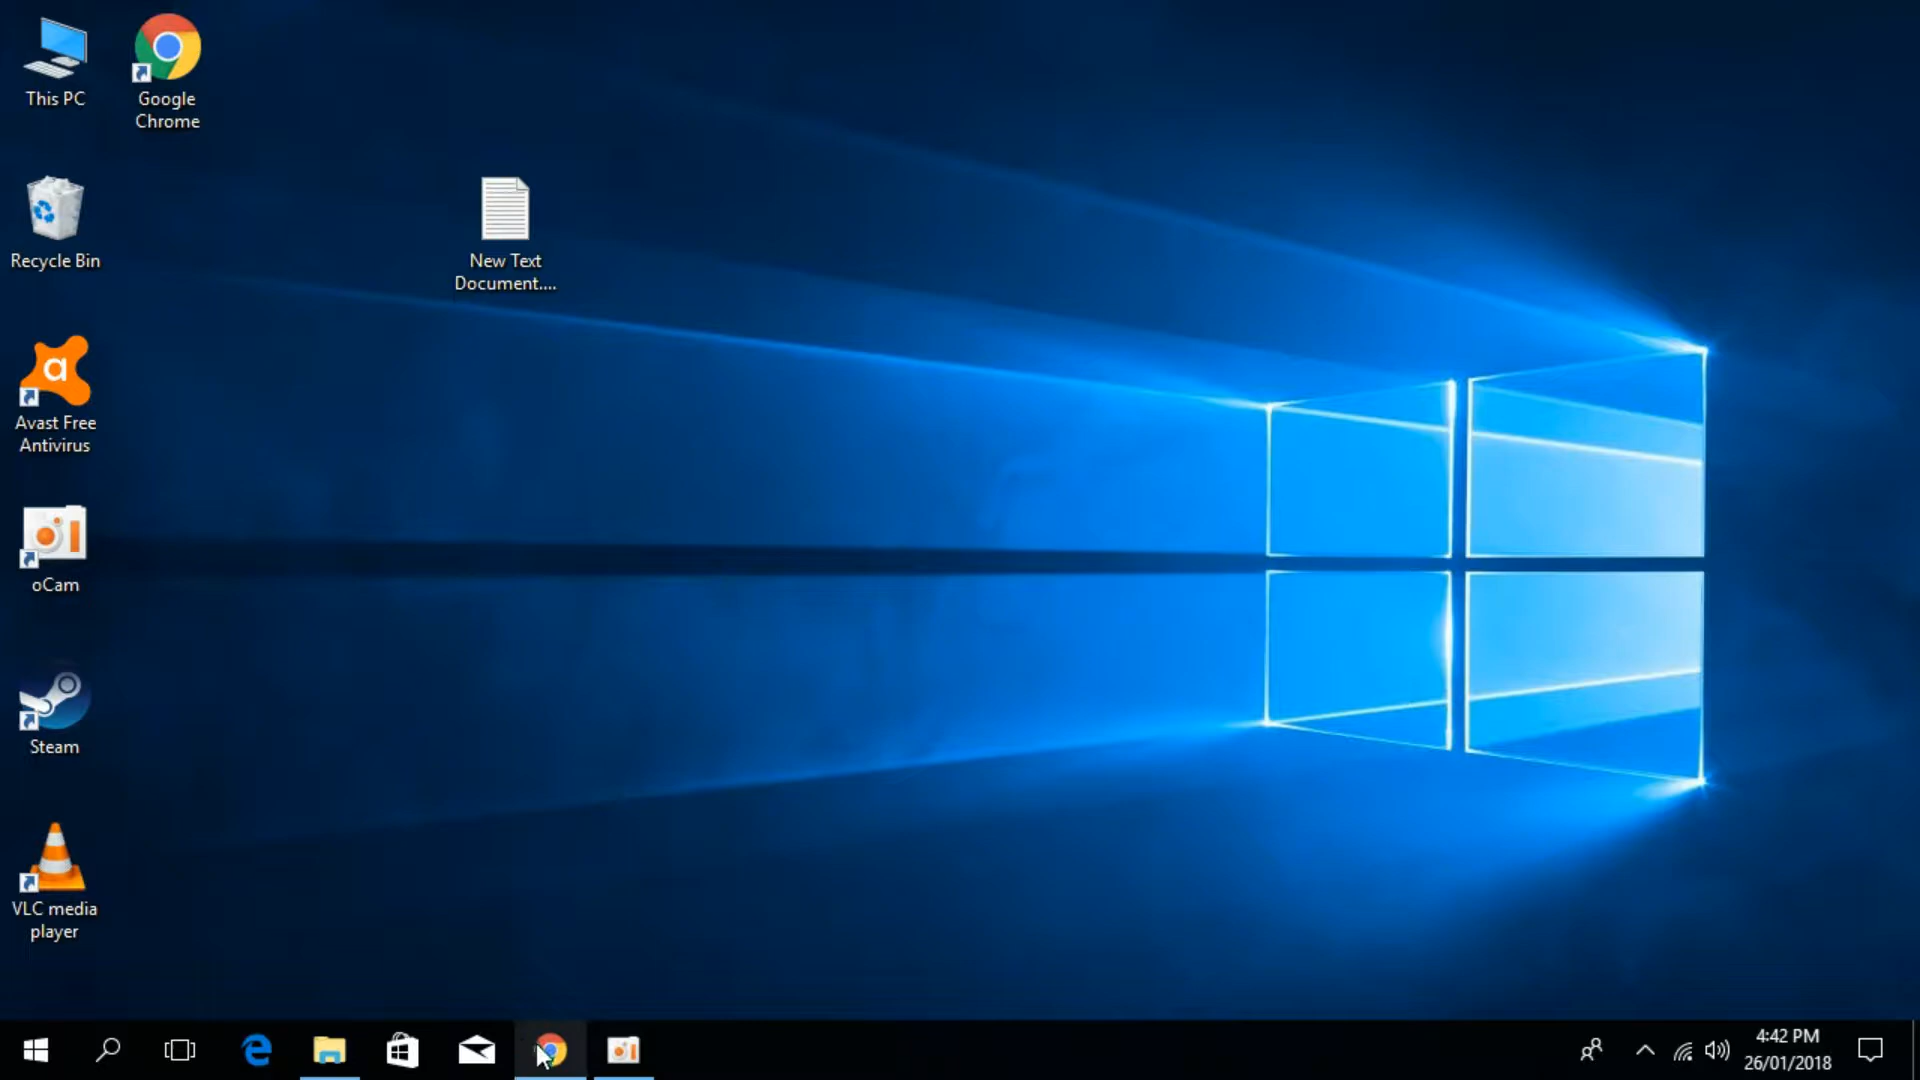 This PC
Google
Chrome
Recycle Bin
New Text
Document....
Avast Free
Antivirus
oCam
Steam
VLC media
player
4:42 PM
26/01/2018